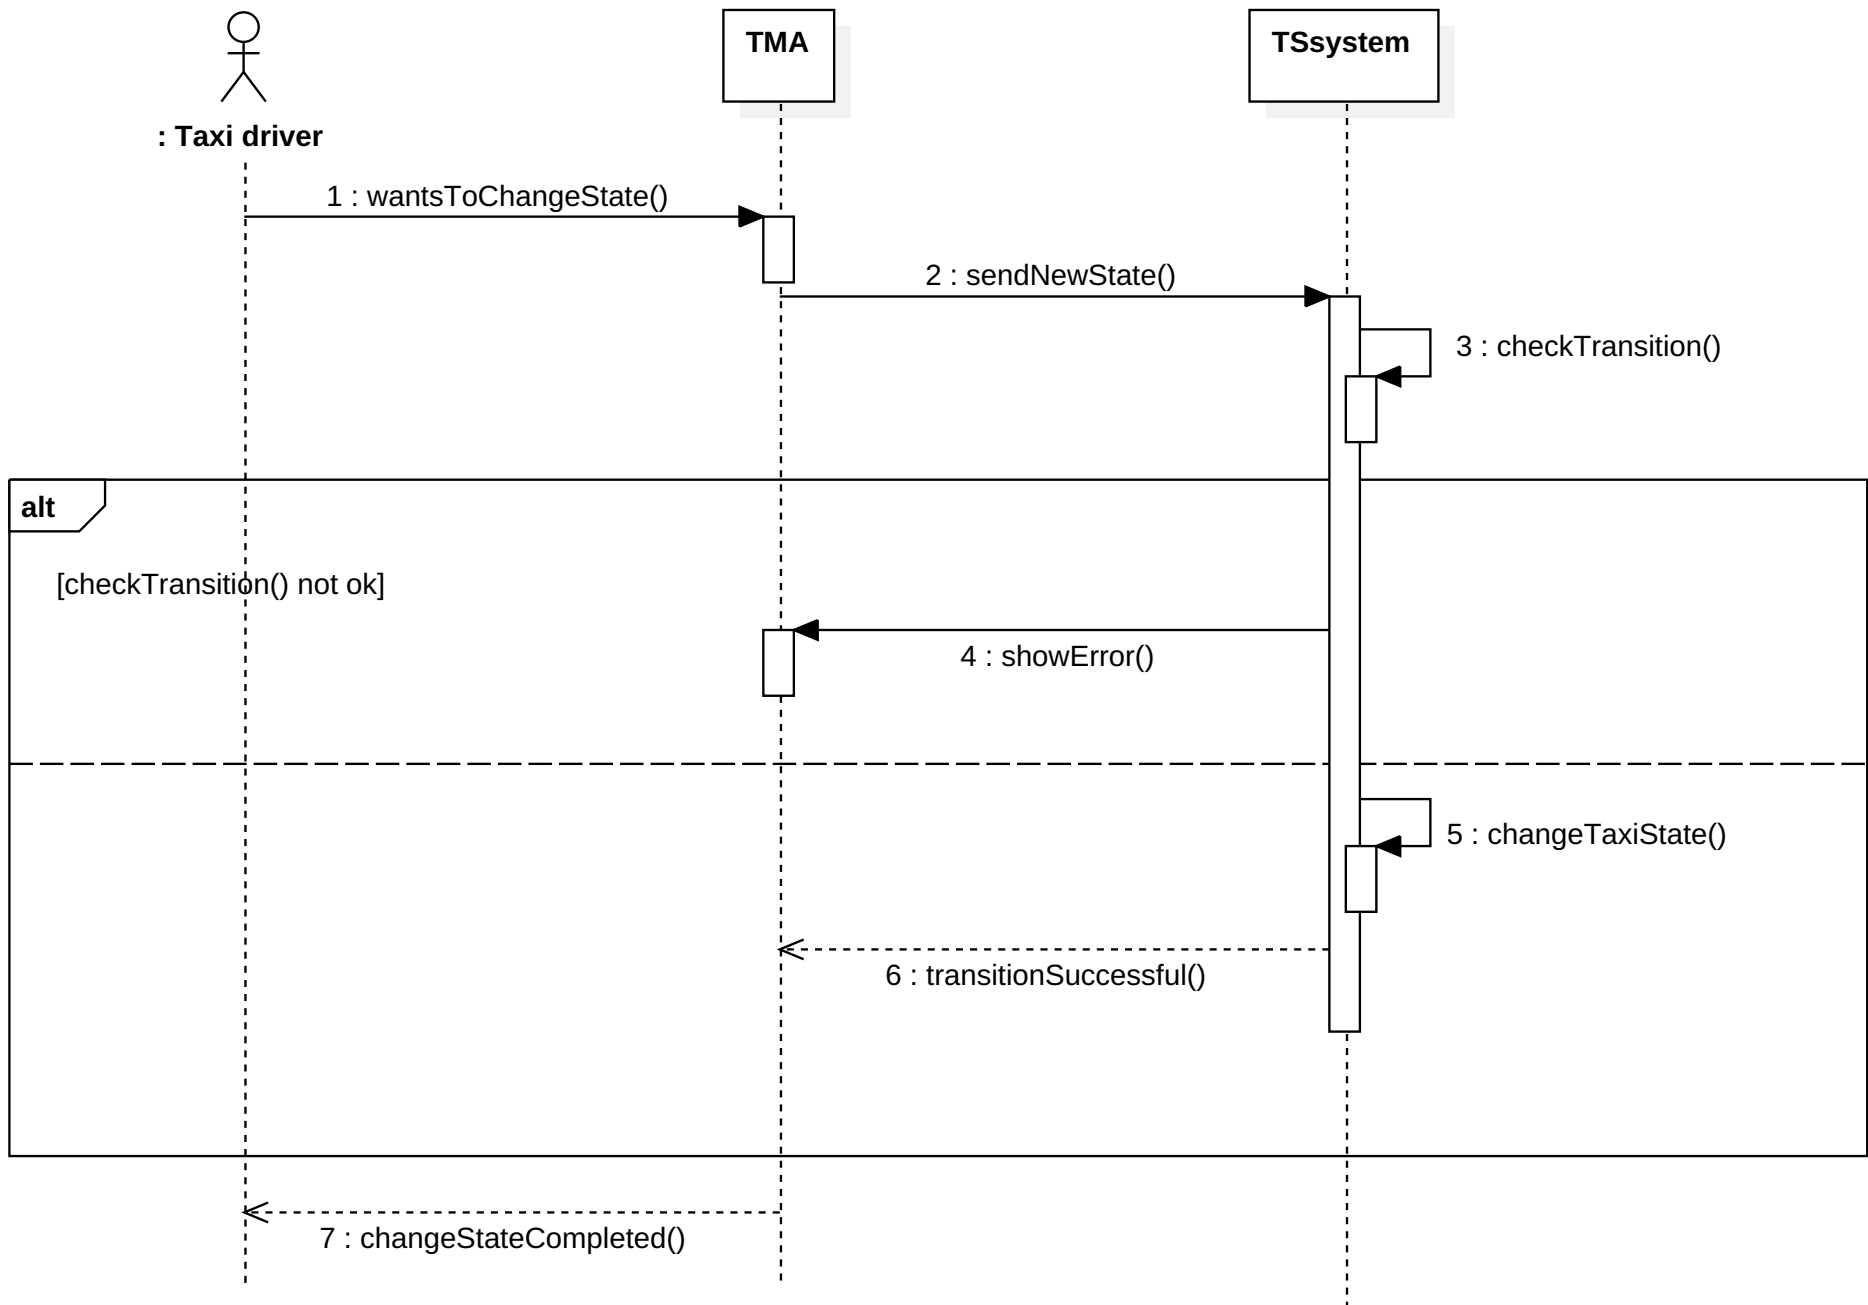 TMA
TSsystem
: Taxi driver
1 : wantsToChangeState()
2 : sendNewState()
3 : checkTransition()
alt
[checkTransition() not ok]
4 : showError()
5 : changeTaxiState()
6 : transitionSuccessful()
7 : changeStateCompleted()